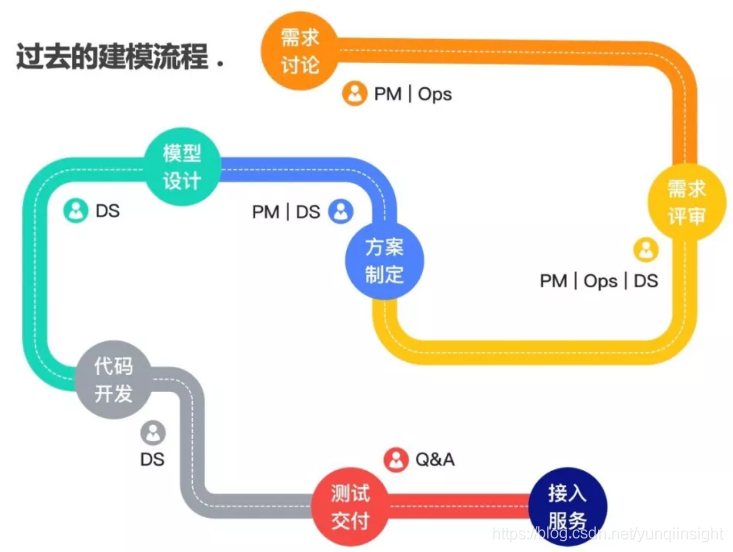 过去的建模流程.
需求
讨论
PM | Ops
需求
评审
PM | Ops | DS
方案
制定
PM | DS
模型
设计
DS
代码
开发
DS
测试
交付
Q&A
接入
服务
https://blog.csdn.net/yunqiinsight